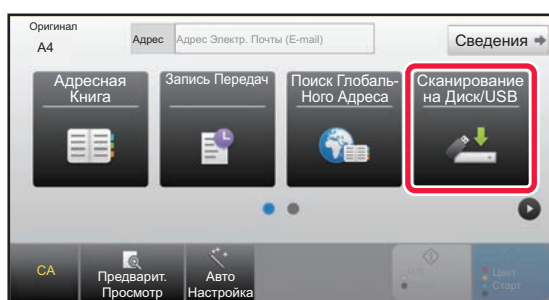 Оригинал
A4
Адрес
Адрес Электр. Почты (E-mail)
Сведения
Адресная
Книга
Запись Передач
Поиск Глобаль-
Ного Адреса
Сканирование
на Диск/USB
CA
Предварит.
Просмотр
Авто
Настройка
Ч/Б
Старт
Цвет
Старт